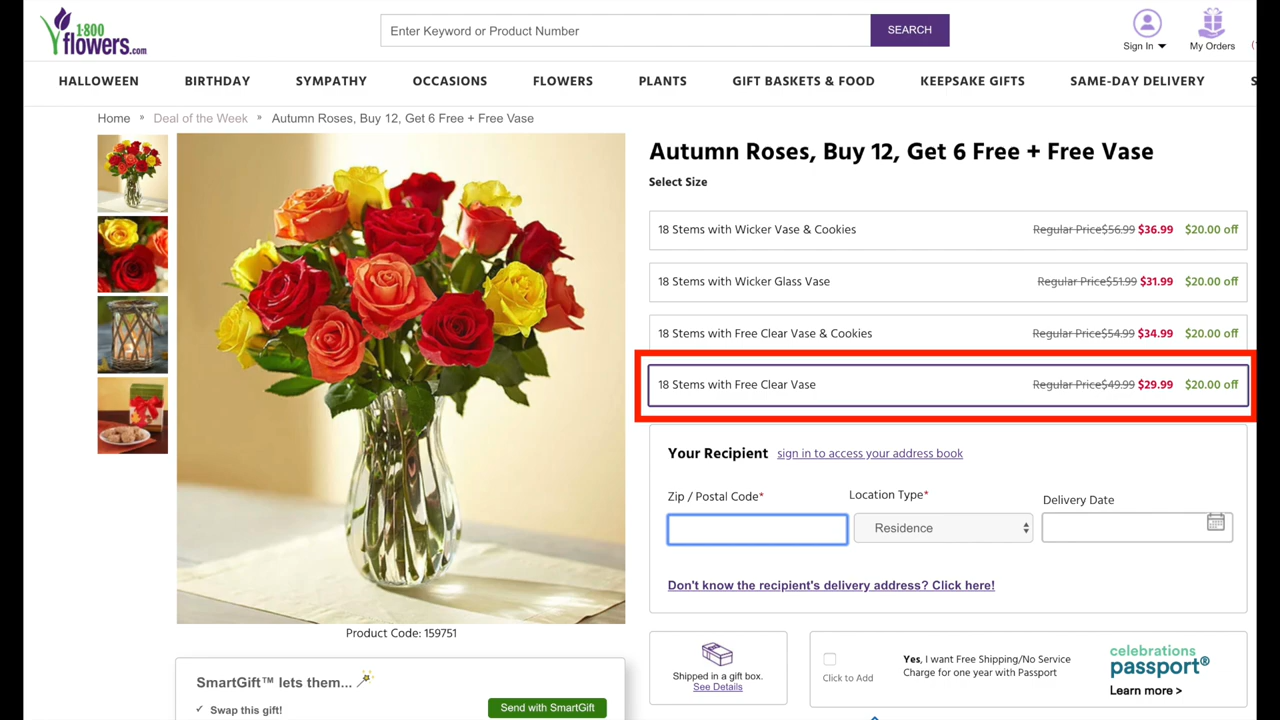 1·800
flowers.com
Enter Keyword or Product Number
SEARCH
Sign In
My Orders
HALLOWEEN BIRTHDAY SYMPATHY OCCASIONS FLOWERS PLANTS GIFT BASKETS & FOOD KEEPSAKE GIFTS SAME-DAY DELIVERY
Home » Deal of the Week » Autumn Roses, Buy 12, Get 6 Free + Free Vase
Autumn Roses, Buy 12, Get 6 Free + Free Vase
Select Size
18 Stems with Wicker Vase & Cookies Regular Price$56.99 $36.99 $20.00 off
18 Stems with Wicker Glass Vase Regular Price$51.99 $31.99 $20.00 off
18 Stems with Free Clear Vase & Cookies Regular Price$54.99 $34.99 $20.00 off
18 Stems with Free Clear Vase Regular Price$49.99 $29.99 $20.00 off
Your Recipient sign in to access your address book
Zip / Postal Code* Location Type* Delivery Date
Residence
Don't know the recipient's delivery address? Click here!
Product Code: 159751
SmartGift™ lets them...
✓ Swap this gift!
Send with SmartGift
Shipped in a gift box.
See Details
Click to Add
Yes, I want Free Shipping/No Service
Charge for one year with Passport
celebrations
passport®
Learn more >